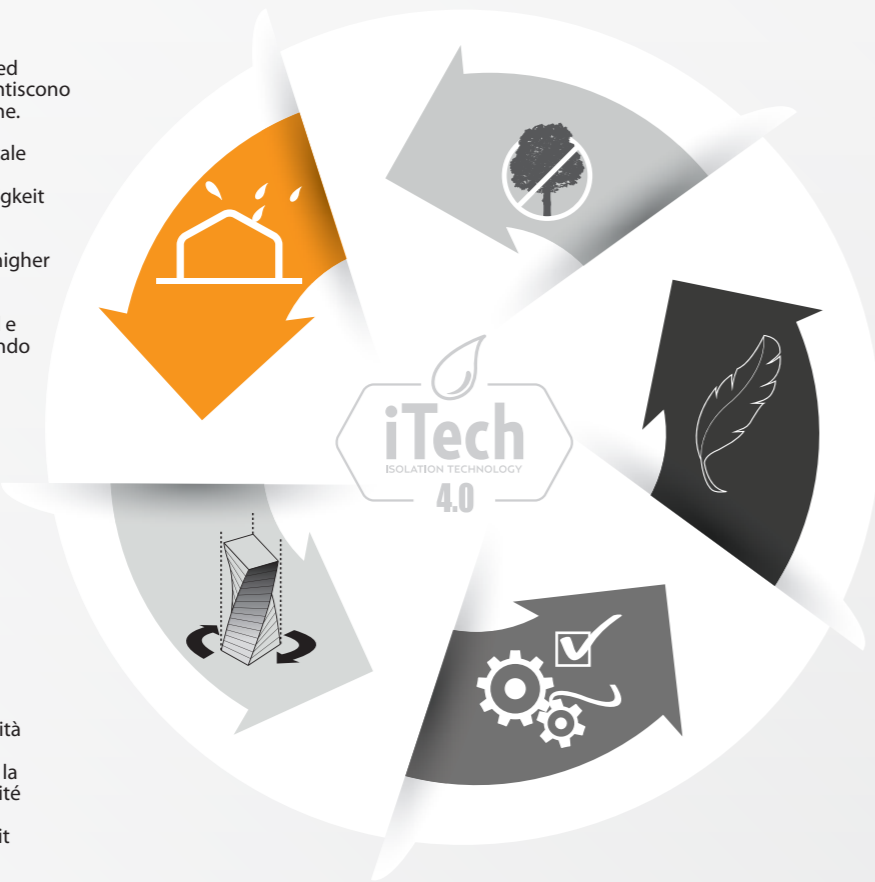 ed
ntiscono
ne.
ale
gkeit
higher
e
ndo
iTech
ISOLATION TECHNOLOGY
4.0
ità
la
ité
it